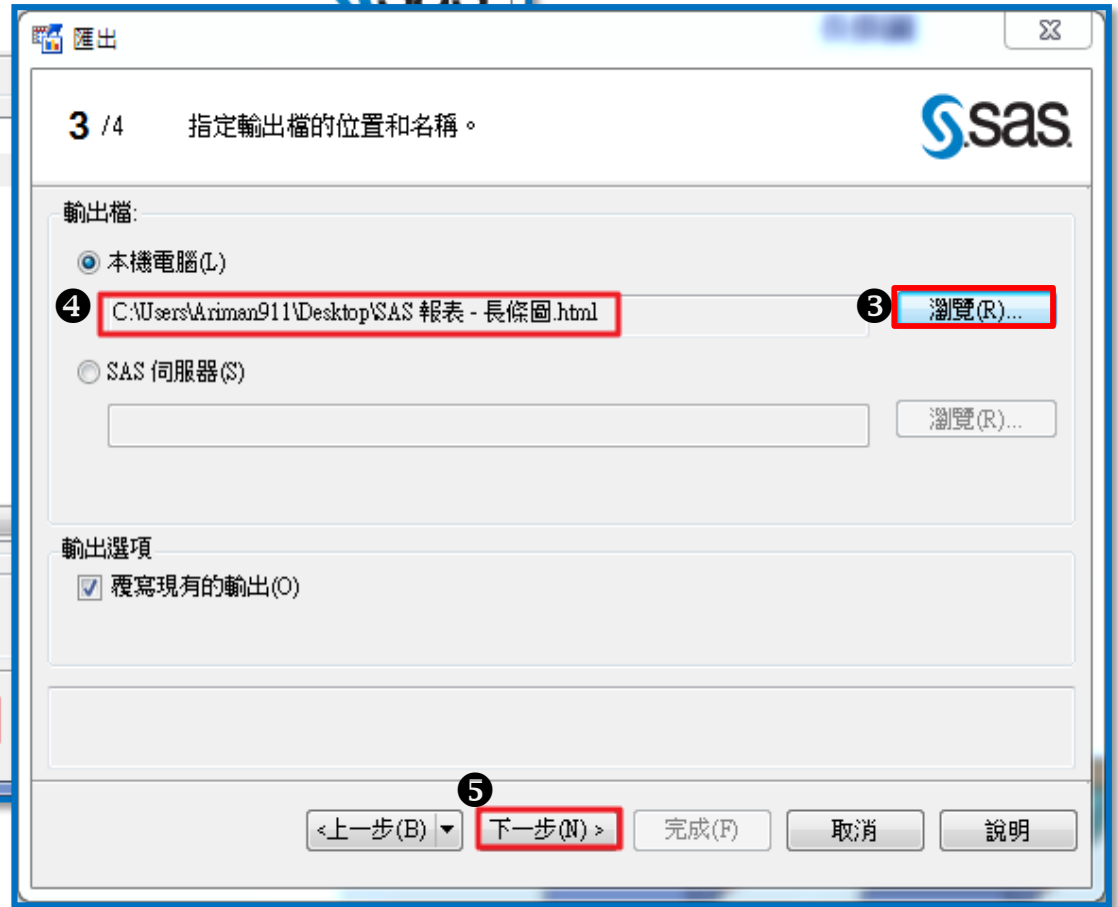 匯出
3 /4 指定輸出檔的位置和名稱。
sas
輸出檔:
本機電腦(L)
❹ C:\Users\Ariman911\Desktop\SAS 報表 - 長條圖.html ❸ 瀏覽(R)...
SAS 伺服器(S)
瀏覽(R)...
輸出選項
覆寫現有的輸出(O)
❺
<上一步(B) 下一步(N) > 完成(F) 取消 說明